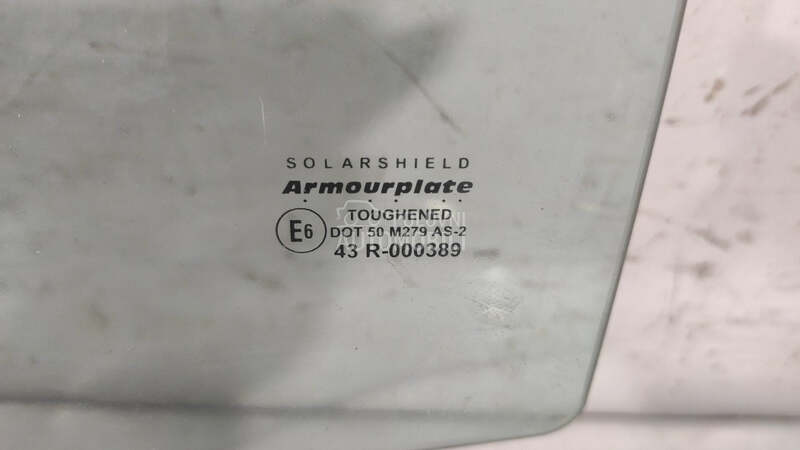 SOLARSHIELD
Armourplate
TOUGHENED
E6
DOT 50 M279 AS-2
43 R-000389